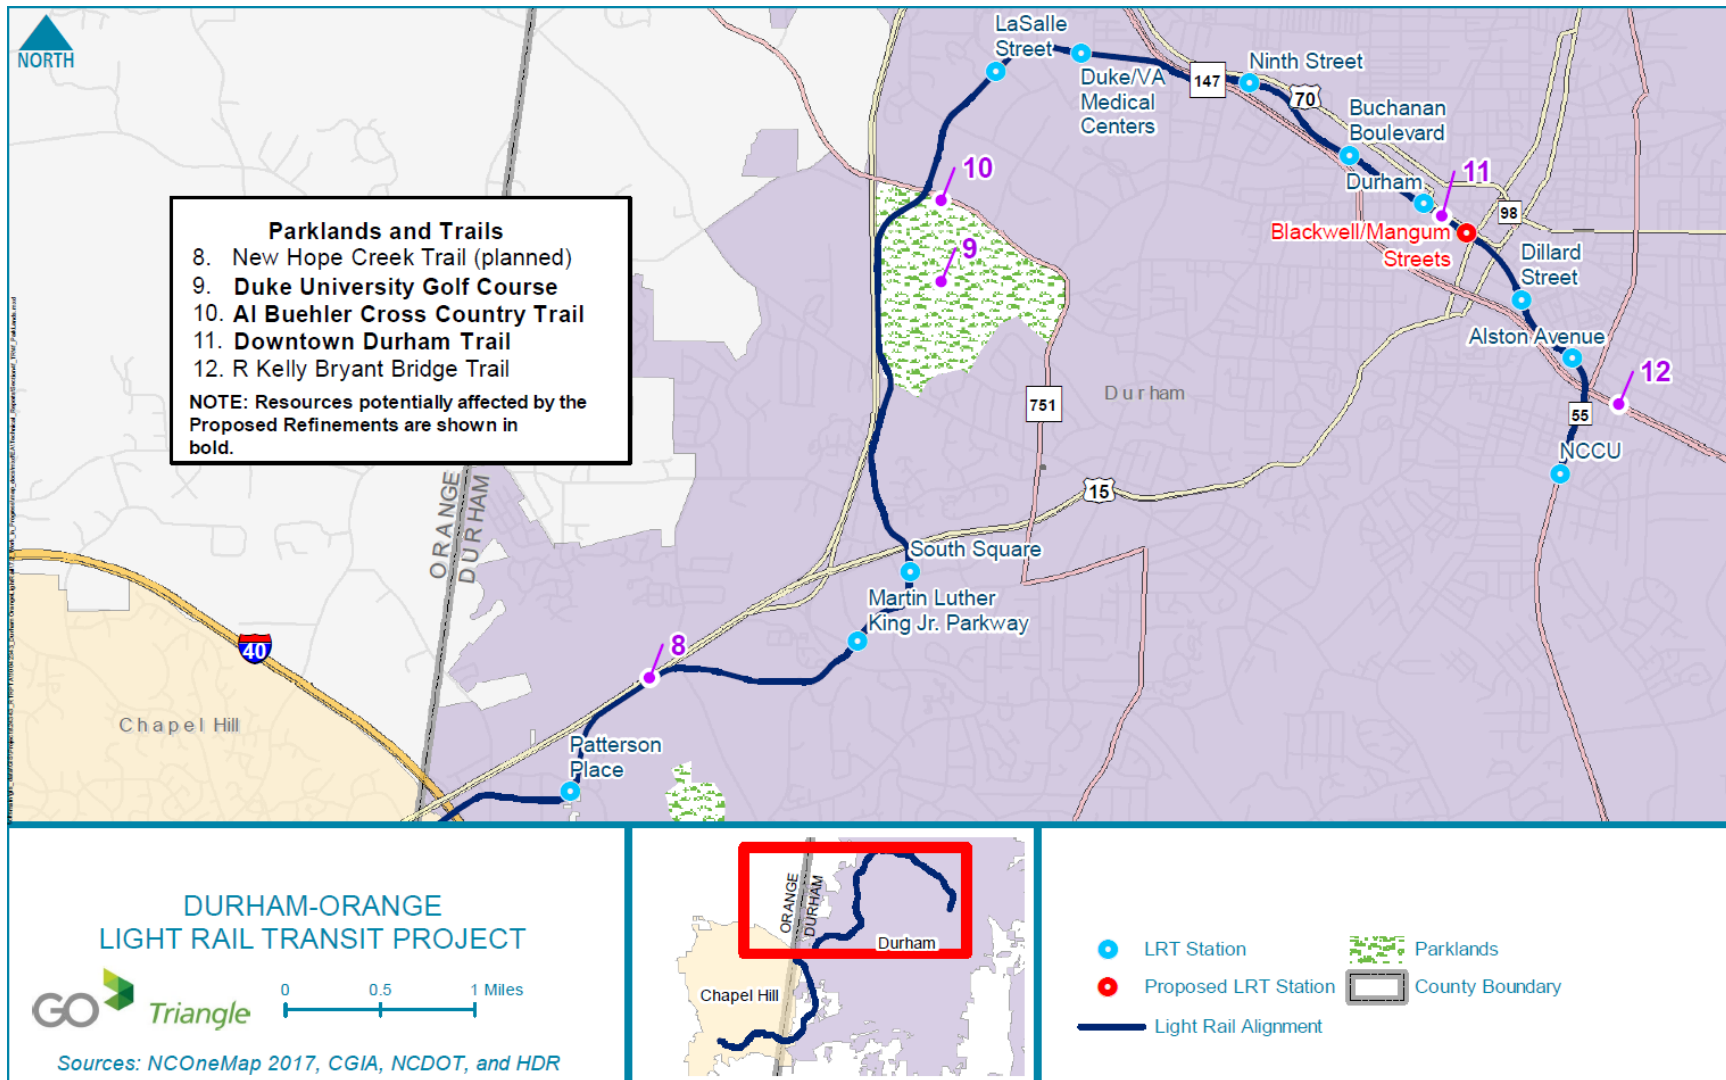 NORTH
LaSalle
Street
Duke/VA
Medical
Centers
147
Ninth Street
70
Buchanan
Boulevard
Durham
11
98
Blackwell/Mangum
Streets
Dillard
Street
Alston Avenue
12
55
NCCU
10
9
751
Durham
15
Parklands and Trails
8. New Hope Creek Trail (planned)
9. Duke University Golf Course
10. Al Buehler Cross Country Trail
11. Downtown Durham Trail
12. R Kelly Bryant Bridge Trail
NOTE: Resources potentially affected by the
Proposed Refinements are shown in
bold.
ORANGE
DURHAM
South Square
Martin Luther
King Jr. Parkway
8
40
Chapel Hill
Patterson
Place
DURHAM-ORANGE
LIGHT RAIL TRANSIT PROJECT
GO Triangle
0 0.5 1 Miles
Sources: NCOneMap 2017, CGIA, NCDOT, and HDR
ORANGE
DURHAM
Durham
Chapel Hill
LRT Station
Parklands
Proposed LRT Station
County Boundary
Light Rail Alignment